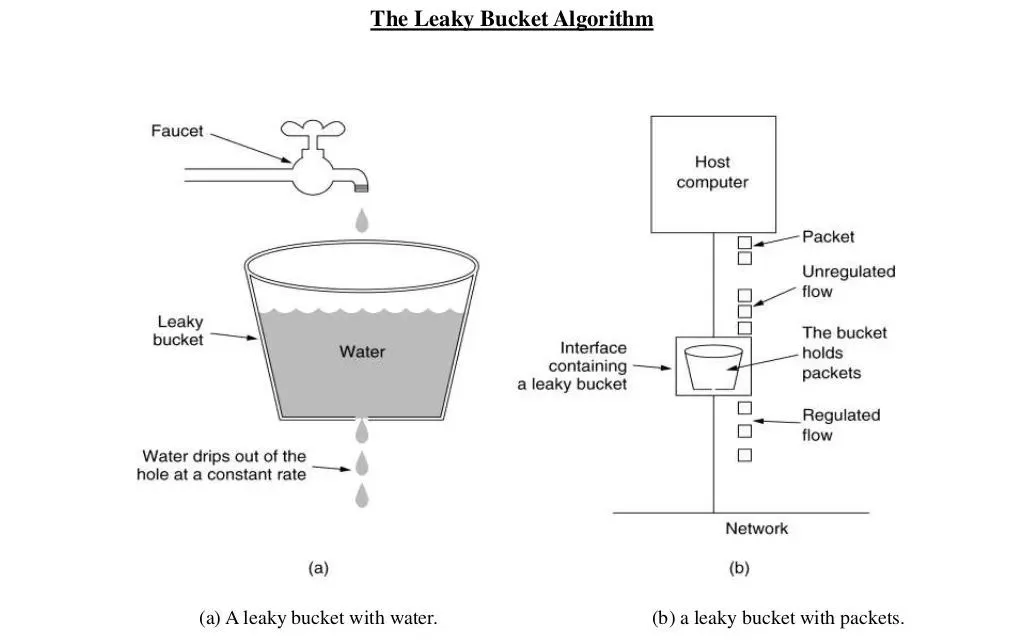 The Leaky Bucket Algorithm
Faucet
Leaky
bucket
Water
Water drips out of the
hole at a constant rate
(a)
Host
computer
Packet
Unregulated
flow
The bucket
holds
packets
Interface
containing
a leaky bucket
Regulated
flow
Network
(b)
(a) A leaky bucket with water.
(b) a leaky bucket with packets.